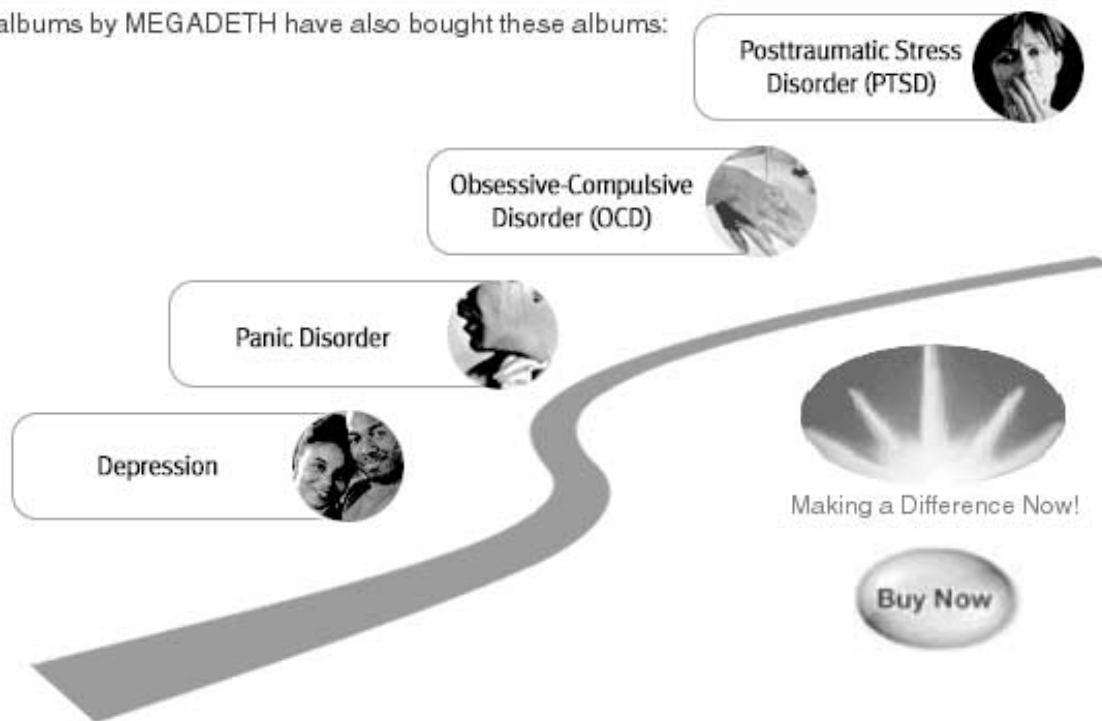 albums by MEGADETH have also bought these albums:
Posttraumatic Stress
Disorder (PTSD)
Obsessive-Compulsive
Disorder (OCD)
Panic Disorder
Depression
Making a Difference Now!
Buy Now